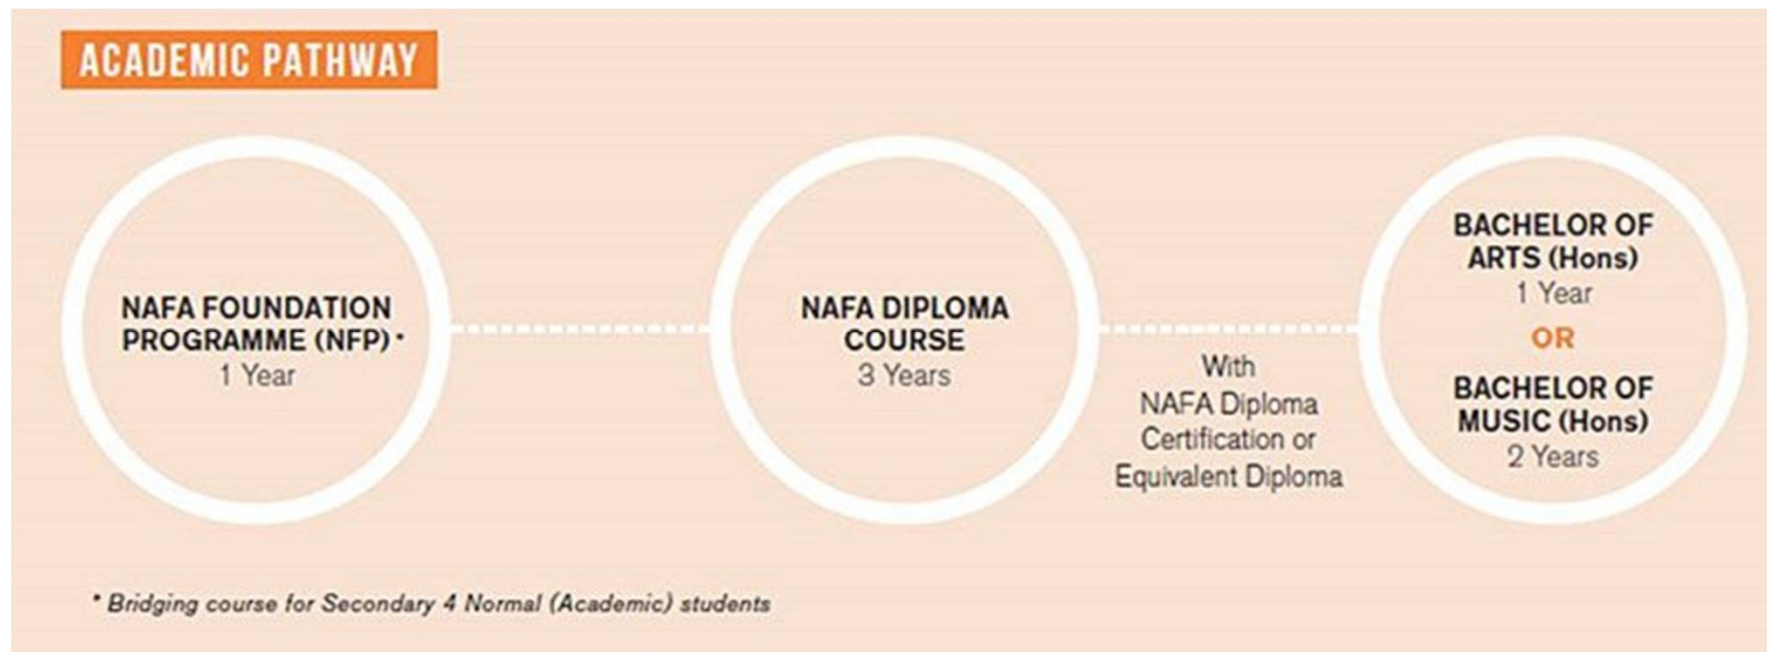 ACADEMIC PATHWAY
NAFA FOUNDATION
PROGRAMME (NFP) *
1 Year
NAFA DIPLOMA
COURSE
3 Years
With
NAFA Diploma
Certification or
Equivalent Diploma
BACHELOR OF
ARTS (Hons)
1 Year
OR
BACHELOR OF
MUSIC (Hons)
2 Years
* Bridging course for Secondary 4 Normal (Academic) students